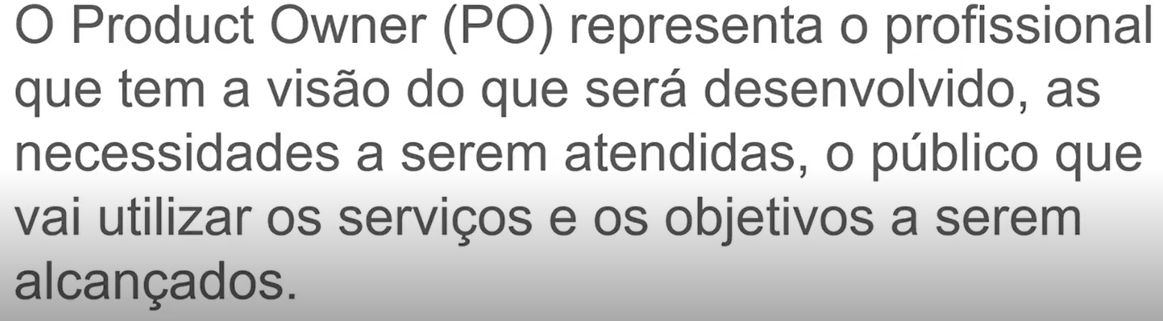 O Product Owner (PO) representa o profissional
que tem a visão do que será desenvolvido, as
necessidades a serem atendidas, o público que
vai utilizar os serviços e os objetivos a serem
alcançados.